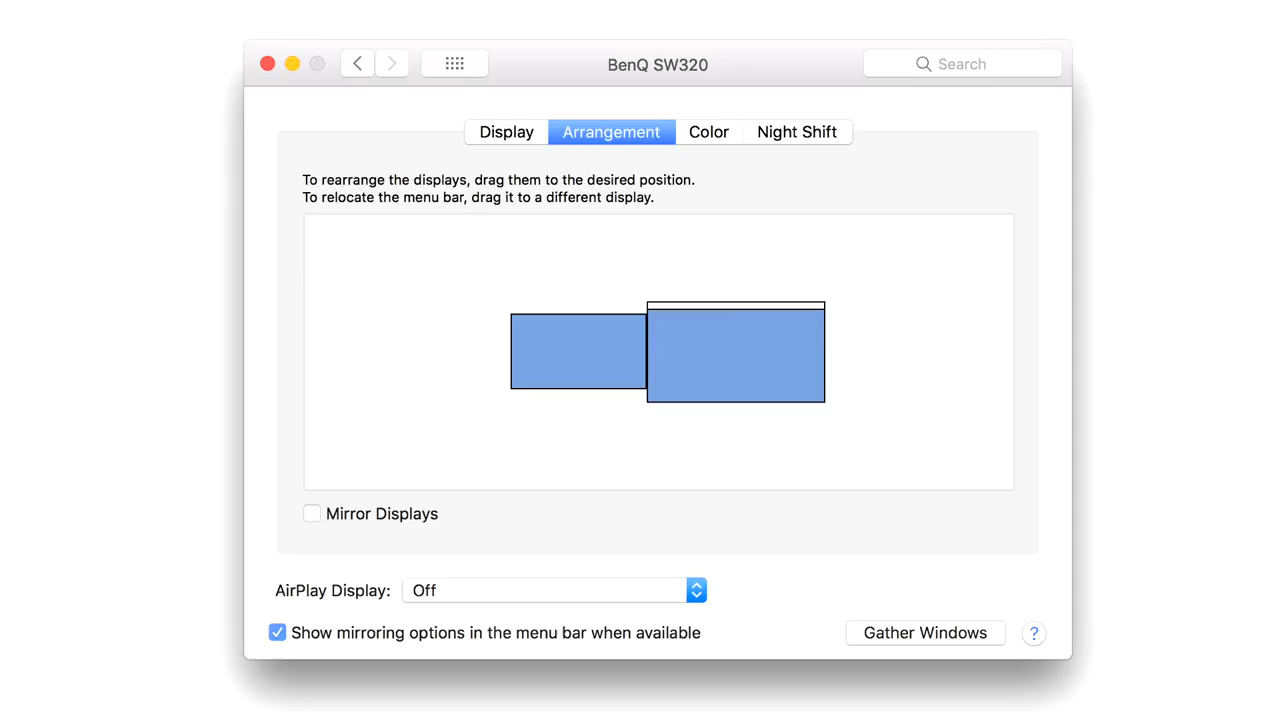 BenQ SW320
Search
Display
Arrangement
Color
Night Shift
To rearrange the displays, drag them to the desired position.
To relocate the menu bar, drag it to a different display.
Mirror Displays
AirPlay Display:
Off
Show mirroring options in the menu bar when available
Gather Windows
?